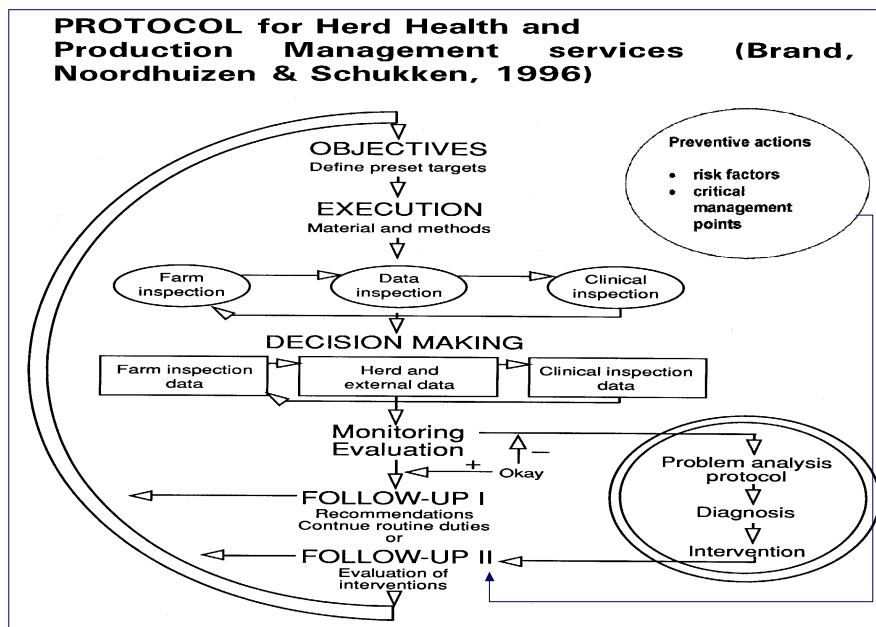 PROTOCOL for Herd Health and
Production Management services (Brand,
Noordhuizen & Schukken, 1996)
OBJECTIVES
Define preset targets
EXECUTION
Material and methods
Farm
inspection
Data
inspection
Clinical
inspection
DECISION MAKING
Farm inspection
data
Herd and
external data
Clinical inspection
data
Monitoring
Evaluation
+
−
Okay
FOLLOW-UP I
Recommendations
Contnue routine duties
or
FOLLOW-UP II
Evaluation of
interventions
Preventive actions
• risk factors
• critical
management
points
Problem analysis
protocol
Diagnosis
Intervention